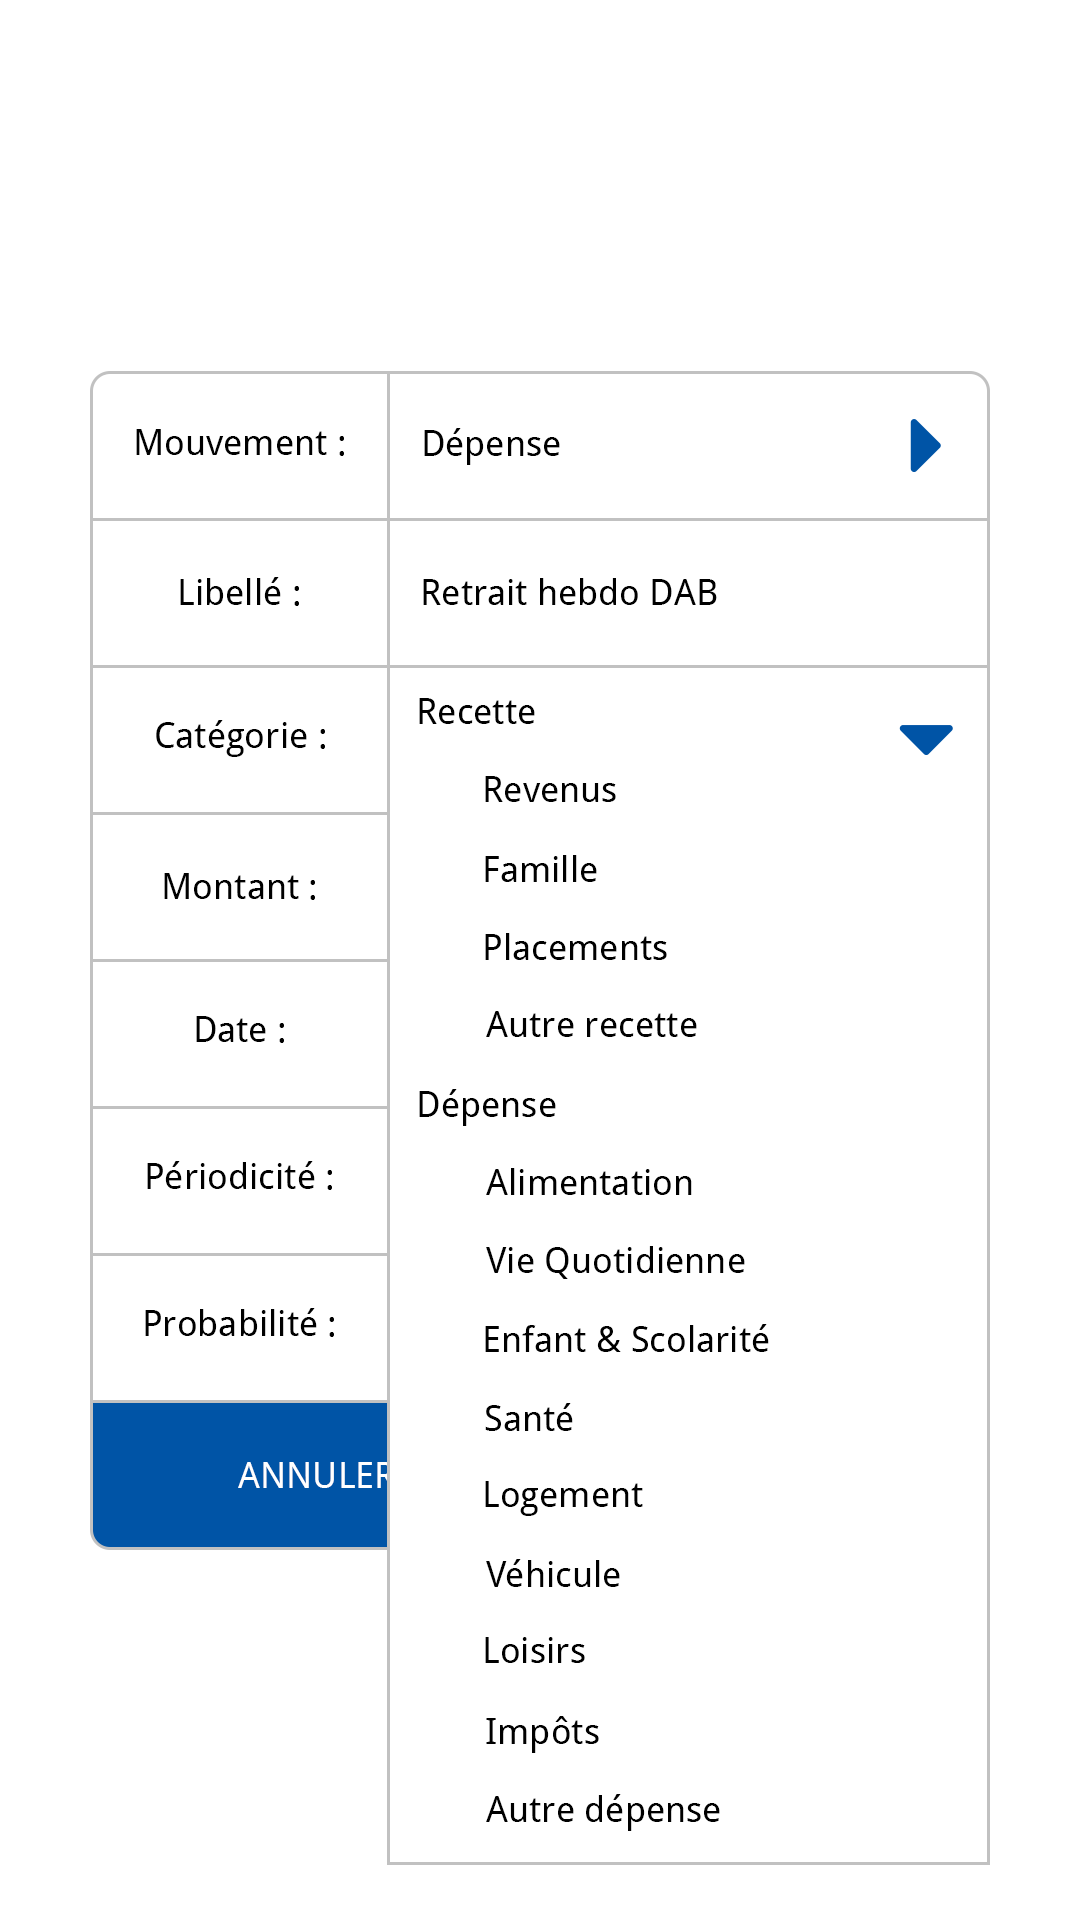 Mouvement : Dépense
Libellé : Retrait hebdo DAB
Catégorie :
Recette
Revenus
Famille
Placements
Autre recette
Dépense
Alimentation
Vie Quotidienne
Enfant & Scolarité
Santé
Logement
Véhicule
Loisirs
Impôts
Autre dépense
Montant :
Date :
Périodicité :
Probabilité :
ANNULER